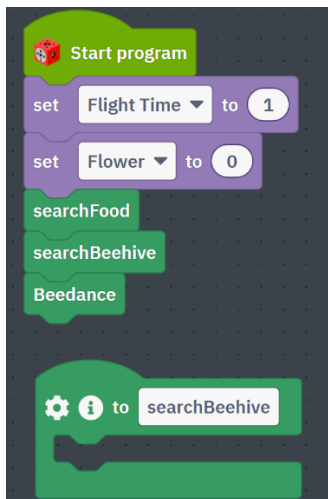 Start program
set Flight Time to 1
set Flower to 0
searchFood
searchBeehive
Beedance
i to searchBeehive